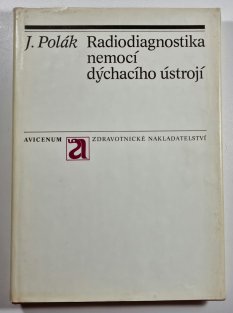 J. Polák Radiodiagnostika
nemocí
dýchacího ústrojí
AVICENUM a ZDRAVOTNICKÉ NAKLADATELSTVÍ